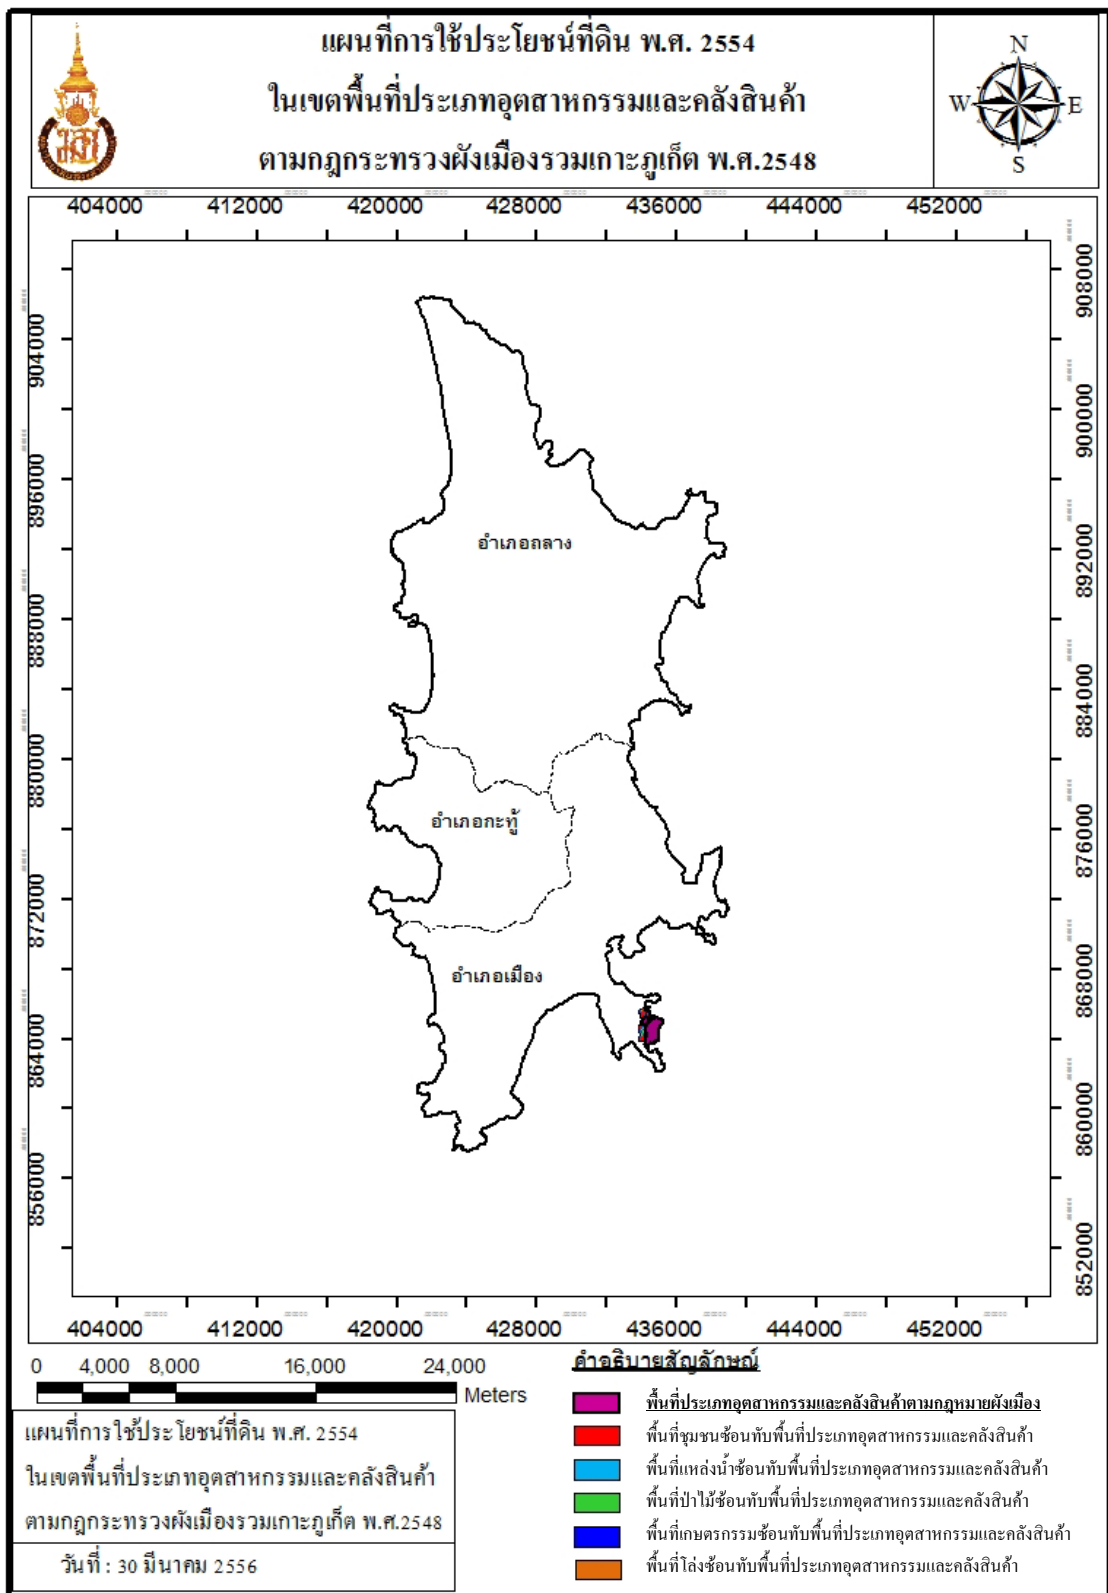 แผนที่การใช้ประโยชน์ที่ดิน พ.ศ. 2554
ในเขตพื้นที่ประเภทอุตสาหกรรมและคลังสินค้า
ตามกฎกระทรวงผังเมืองรวมเกาะภูเก็ต พ.ศ.2548
N
W E
S
404000 412000 420000 428000 436000 444000 452000
908000
904000
900000
896000
892000
888000
884000
880000
876000
872000
868000
864000
860000
856000
852000
อำเภอถลาง
อำเภอกะทู้
อำเภอเมือง
404000 412000 420000 428000 436000 444000 452000
0 4,000 8,000 16,000 24,000
Meters
คำอธิบายสัญลักษณ์
พื้นที่ประเภทอุตสาหกรรมและคลังสินค้าตามกฎหมายผังเมือง
พื้นที่ชุมชนซ้อนทับพื้นที่ประเภทอุตสาหกรรมและคลังสินค้า
พื้นที่แหล่งน้ำซ้อนทับพื้นที่ประเภทอุตสาหกรรมและคลังสินค้า
พื้นที่ป่าไม้ซ้อนทับพื้นที่ประเภทอุตสาหกรรมและคลังสินค้า
พื้นที่เกษตรกรรมซ้อนทับพื้นที่ประเภทอุตสาหกรรมและคลังสินค้า
พื้นที่โล่งซ้อนทับพื้นที่ประเภทอุตสาหกรรมและคลังสินค้า
แผนที่การใช้ประโยชน์ที่ดิน พ.ศ. 2554
ในเขตพื้นที่ประเภทอุตสาหกรรมและคลังสินค้า
ตามกฎกระทรวงผังเมืองรวมเกาะภูเก็ต พ.ศ.2548
วันที่ : 30 มีนาคม 2556